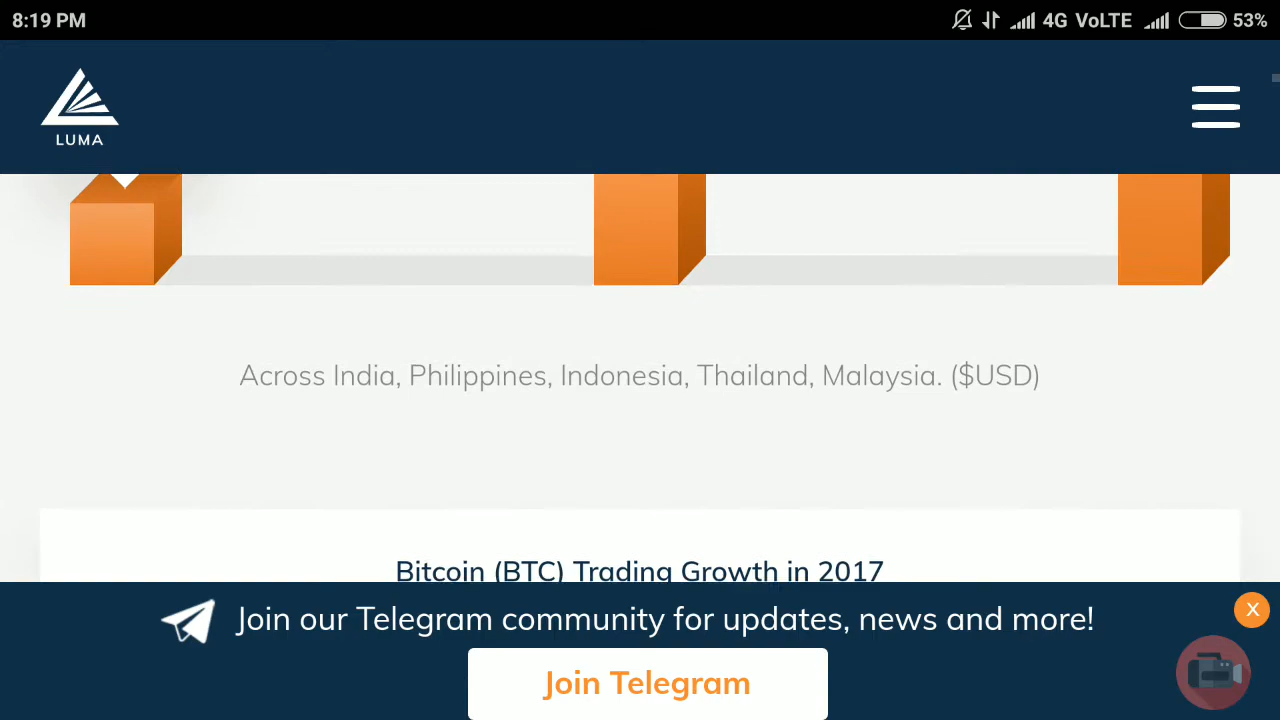 8:19 PM
4G VoLTE
53%
LUMA
Across India, Philippines, Indonesia, Thailand, Malaysia. ($USD)
Bitcoin (BTC) Trading Growth in 2017
Join our Telegram community for updates, news and more!
X
Join Telegram